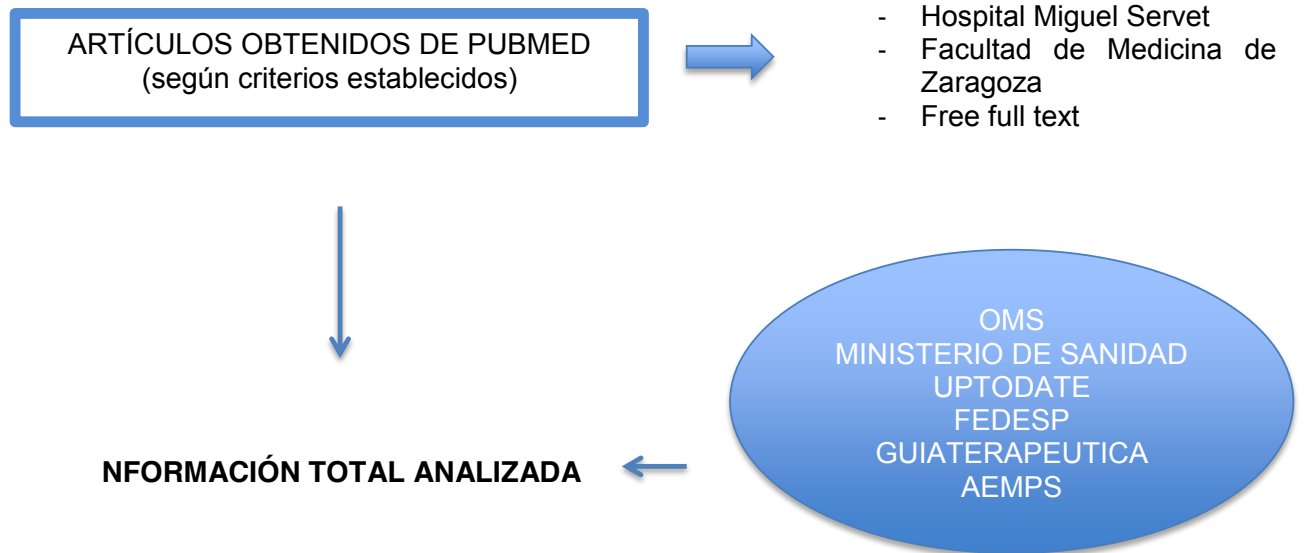 ARTÍCULOS OBTENIDOS DE PUBMED
(según criterios establecidos)
- Hospital Miguel Servet
- Facultad de Medicina de
Zaragoza
- Free full text
OMS
MINISTERIO DE SANIDAD
UPTODATE
FEDESP
GUIATERAPEUTICA
AEMPS
NFORMACIÓN TOTAL ANALIZADA